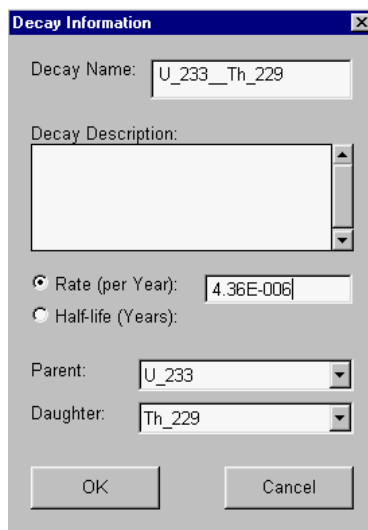 Decay Information
Decay Name: U_233__Th_229
Decay Description:
Rate (per Year): 4.36E-006
Half-life (Years):
Parent: U_233
Daughter: Th_229
OK Cancel